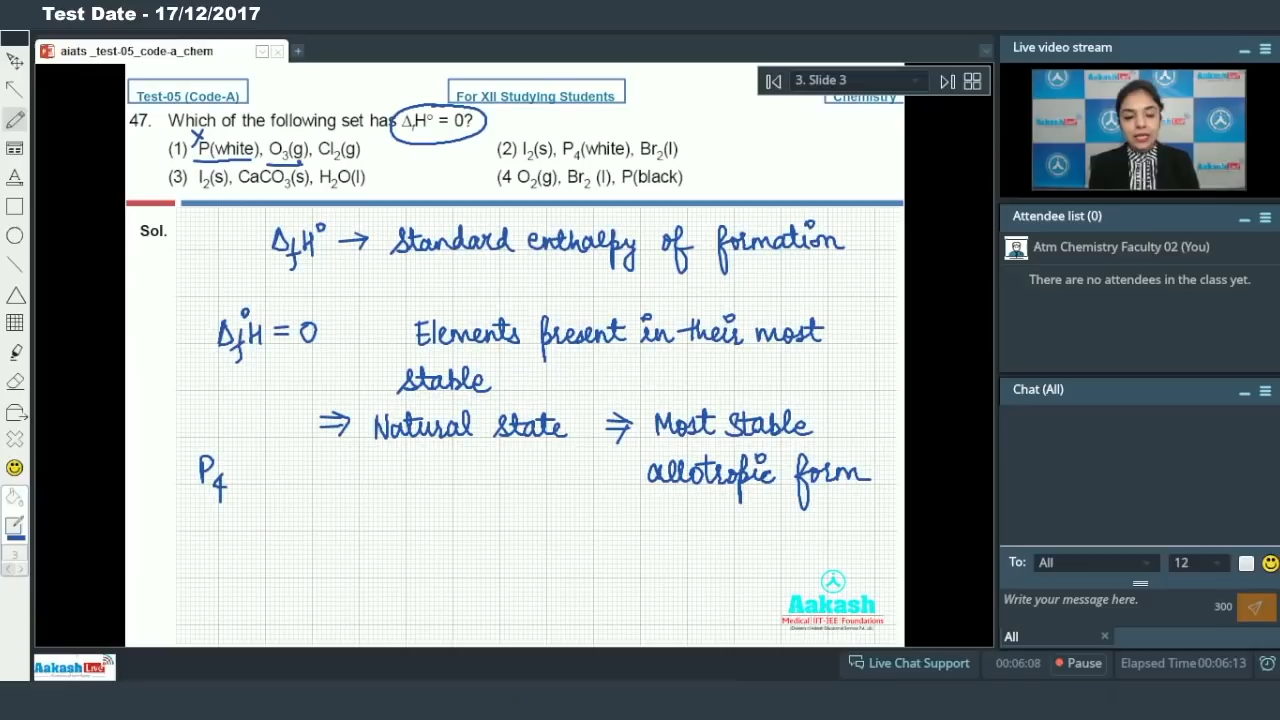 Test Date - 17/12/2017
aiats _test-05_code-a_chem
Live video stream
3. Slide 3
Test-05 (Code-A)
For XII Studying Students
Chemistry
47. Which of the following set has ΔrH° = 0?
(1) P(white), O3(g), Cl2(g)
(2) I2(s), P4(white), Br2(l)
(3) I2(s), CaCO3(s), H2O(l)
(4 O2(g), Br2 (l), P(black)
Sol.
ΔfH° → Standard enthalpy of formation
ΔfH° = 0 Elements present in their most
stable
⇒ Natural state ⇒ Most Stable
allotropic form
P4
Aakash
Medical|IIT-JEE|Foundations
Aakash Live
Attendee list (0)
Atm Chemistry Faculty 02 (You)
There are no attendees in the class yet.
Chat (All)
To: All 12
Write your message here.
300
All
Live Chat Support
00:06:08
Pause
Elapsed Time 00:06:13